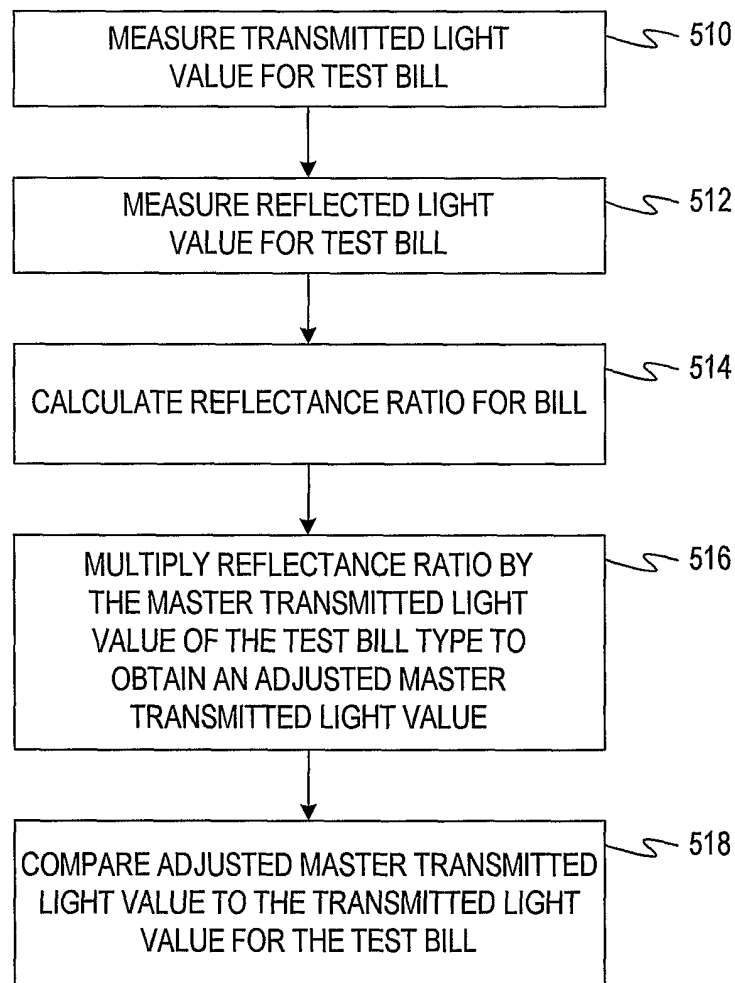 MEASURE TRANSMITTED LIGHT
VALUE FOR TEST BILL
510
MEASURE REFLECTED LIGHT
VALUE FOR TEST BILL
512
CALCULATE REFLECTANCE RATIO FOR BILL
514
MULTIPLY REFLECTANCE RATIO BY
THE MASTER TRANSMITTED LIGHT
VALUE OF THE TEST BILL TYPE TO
OBTAIN AN ADJUSTED MASTER
TRANSMITTED LIGHT VALUE
516
COMPARE ADJUSTED MASTER TRANSMITTED
LIGHT VALUE TO THE TRANSMITTED LIGHT
VALUE FOR THE TEST BILL
518